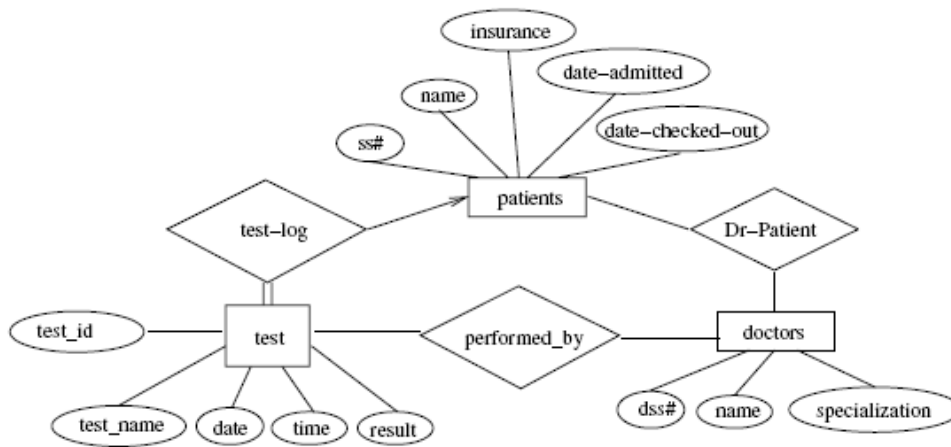 insurance
date-admitted
name
date-checked-out
ss#
patients
test-log
Dr-Patient
test_id
test
performed_by
doctors
test_name
date
time
result
dss#
name
specialization